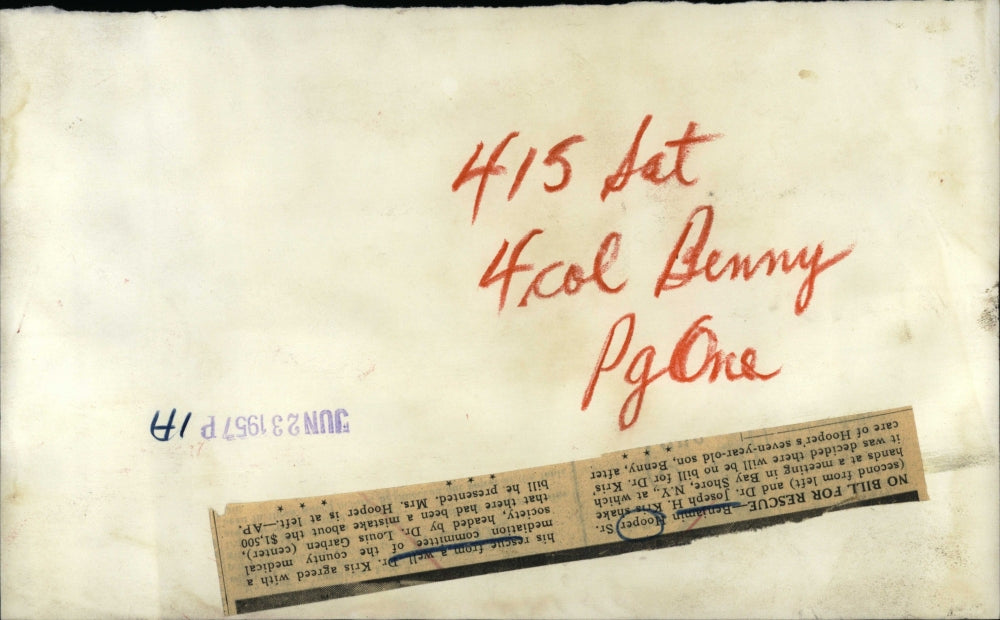 415 Sat
4 col Benny
Pg One
JUN 23 1957 P 1A
NO BILL FOR RESCUE—Benjamin Hooper Sr.
(second from left) and Dr. Joseph H. Kris shake
hands at a meeting in Bay Shore, N.Y., at which
it was decided there will be no bill for Dr. Kris'
care of Hooper's seven-year-old son, Benny, after
* * *
his rescue from a well. Dr. Kris agreed with a
mediation committee of the county medical
society, headed by Dr. Louis Garben (center),
that there had been a mistake about the $1,500
bill he presented. Mrs. Hooper is at left.—AP.
* * * * * *